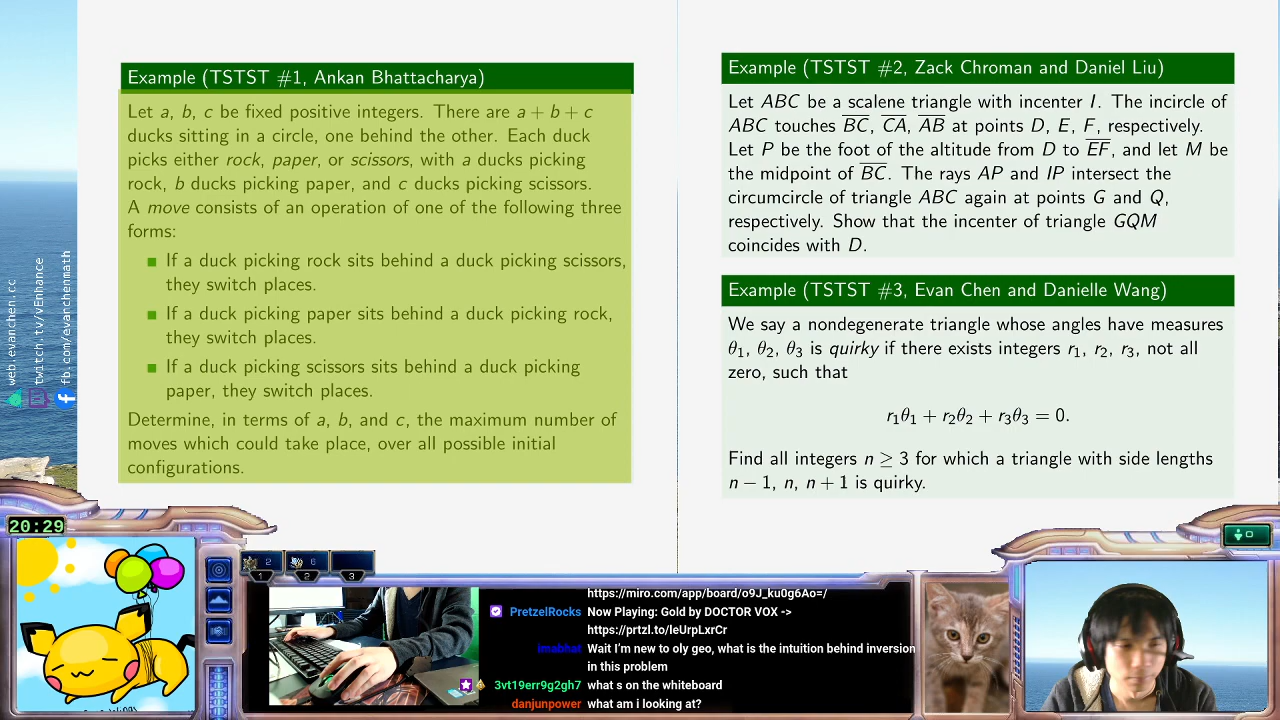 Example (TSTST #1, Ankan Bhattacharya)
Let a, b, c be fixed positive integers. There are a + b + c
ducks sitting in a circle, one behind the other. Each duck
picks either rock, paper, or scissors, with a ducks picking
rock, b ducks picking paper, and c ducks picking scissors.
A move consists of an operation of one of the following three
forms:
■ If a duck picking rock sits behind a duck picking scissors,
they switch places.
■ If a duck picking paper sits behind a duck picking rock,
they switch places.
■ If a duck picking scissors sits behind a duck picking
paper, they switch places.
Determine, in terms of a, b, and c, the maximum number of
moves which could take place, over all possible initial
configurations.
Example (TSTST #2, Zack Chroman and Daniel Liu)
Let ABC be a scalene triangle with incenter I. The incircle of
ABC touches \overline{BC}, \overline{CA}, \overline{AB} at points D, E, F, respectively.
Let P be the foot of the altitude from D to \overline{EF}, and let M be
the midpoint of \overline{BC}. The rays AP and IP intersect the
circumcircle of triangle ABC again at points G and Q,
respectively. Show that the incenter of triangle GQM
coincides with D.
Example (TSTST #3, Evan Chen and Danielle Wang)
We say a nondegenerate triangle whose angles have measures
θ₁, θ₂, θ₃ is quirky if there exists integers r₁, r₂, r₃, not all
zero, such that
r₁θ₁ + r₂θ₂ + r₃θ₃ = 0.
Find all integers n ≥ 3 for which a triangle with side lengths
n − 1, n, n + 1 is quirky.
web.evanchen.cc
twitch.tv/vEnhance
fb.com/evanchenmath
20:29
2
6
1
2
3
https://miro.com/app/board/o9J_ku0g6Ao=/
PretzelRocks Now Playing: Gold by DOCTOR VOX ->
https://prtzl.to/leUrpLxrCr
imabhat Wait I'm new to oly geo, what is the intuition behind inversion
in this problem
3vt19err9g2gh7 what s on the whiteboard
danjunpower what am i looking at?
0